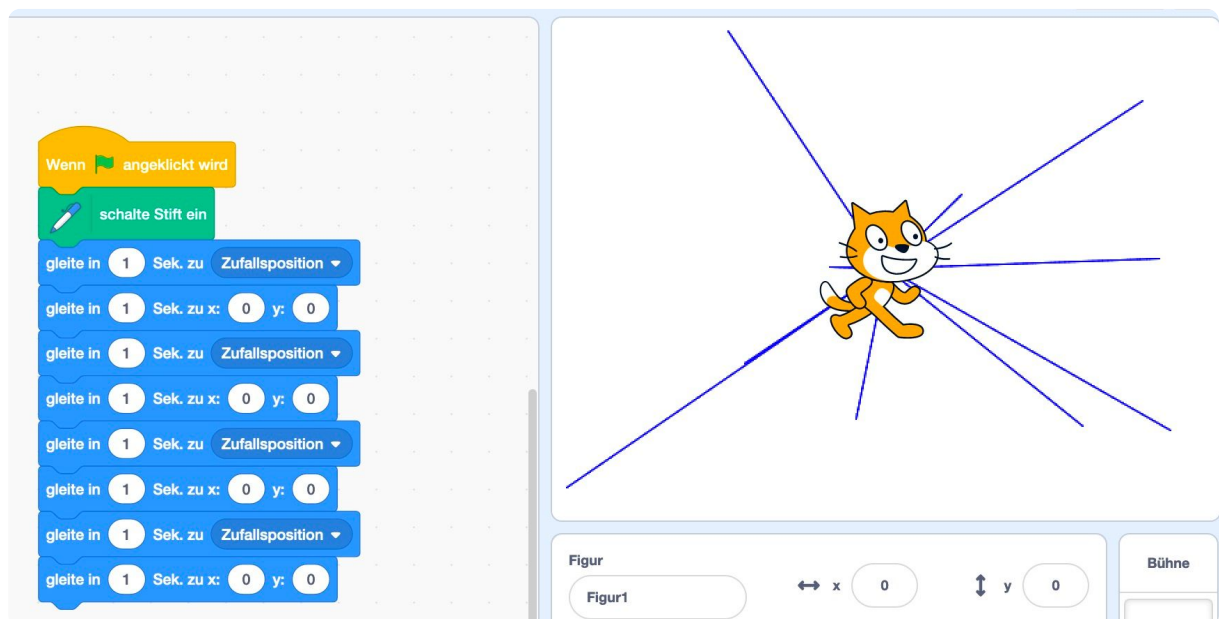 Wenn angeklickt wird
schalte Stift ein
gleite in 1 Sek. zu Zufallsposition
gleite in 1 Sek. zu x: 0 y: 0
gleite in 1 Sek. zu Zufallsposition
gleite in 1 Sek. zu x: 0 y: 0
gleite in 1 Sek. zu Zufallsposition
gleite in 1 Sek. zu x: 0 y: 0
gleite in 1 Sek. zu Zufallsposition
gleite in 1 Sek. zu x: 0 y: 0
Figur
Figur1 x 0 y 0
Bühne